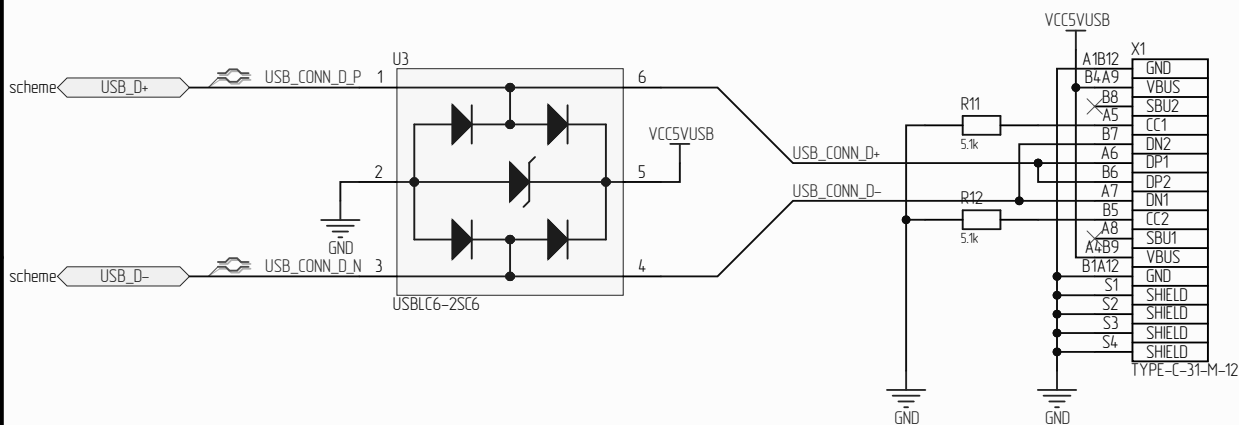 VCC5VUSB
U3
X1
scheme
USB_D+
USB_CONN_D_P
1
6
A1B12
GND
B4A9
VBUS
B8
SBU2
R11
A5
CC1
5.1k
B7
DN2
VCC5VUSB
USB_CONN_D+
A6
DP1
2
5
B6
DP2
USB_CONN_D-
A7
DN1
R12
B5
CC2
5.1k
A8
SBU1
GND
A4B9
VBUS
scheme
USB_D-
USB_CONN_D_N
3
4
B1A12
GND
S1
SHIELD
USBLC6-2SC6
S2
SHIELD
S3
SHIELD
S4
SHIELD
TYPE-C-31-M-12
GND
GND